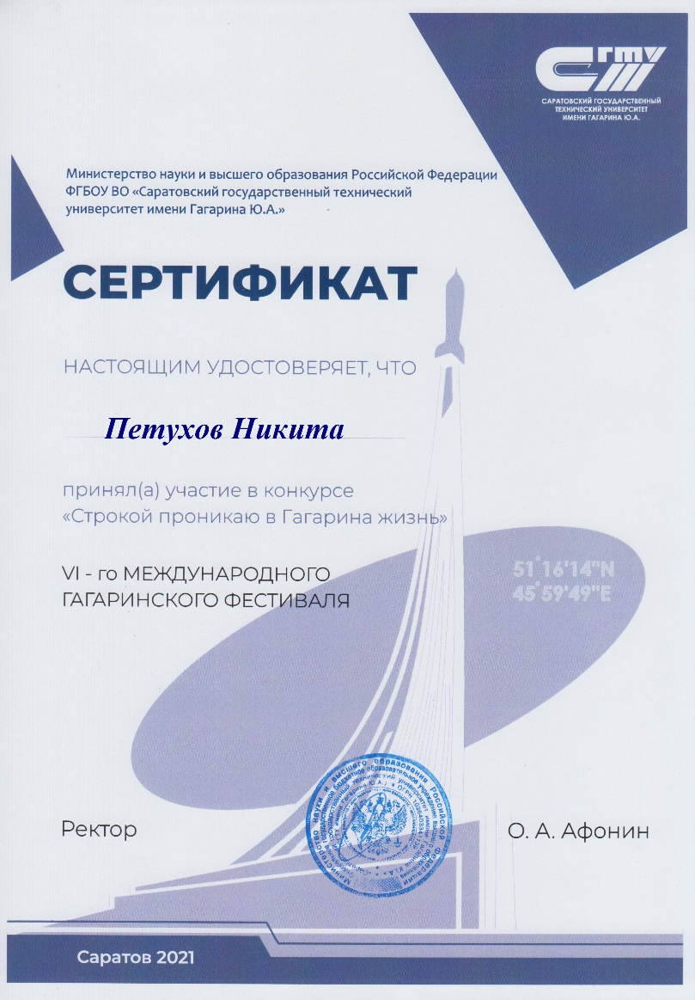 СГТУ
САРАТОВСКИЙ ГОСУДАРСТВЕННЫЙ
ТЕХНИЧЕСКИЙ УНИВЕРСИТЕТ
ИМЕНИ ГАГАРИНА Ю.А.
Министерство науки и высшего образования Российской Федерации
ФГБОУ ВО «Саратовский государственный технический
университет имени Гагарина Ю.А.»
СЕРТИФИКАТ
НАСТОЯЩИМ УДОСТОВЕРЯЕТ, ЧТО
Петухов Никита
принял(а) участие в конкурсе
«Строкой проникаю в Гагарина жизнь»
VI - го МЕЖДУНАРОДНОГО
ГАГАРИНСКОГО ФЕСТИВАЛЯ
51°16'14"N
45°59'49"E
Министерство науки и высшего образования Российской Федерации
Ректор
О. А. Афонин
Саратов 2021